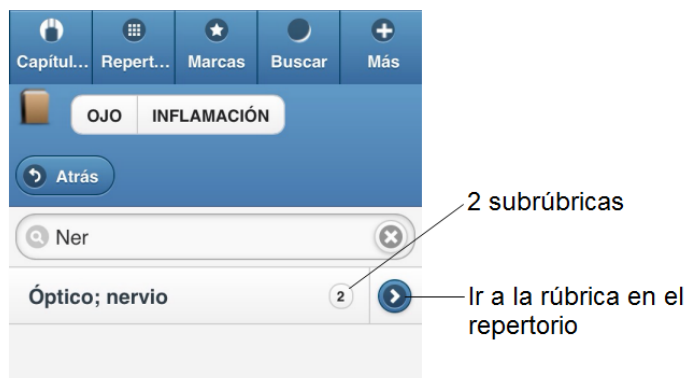 Capítul... Repert... Marcas Buscar Más
OJO INFLAMACIÓN
Atrás
2 subrúbricas
Ner
Óptico; nervio 2
Ir a la rúbrica en el
repertorio